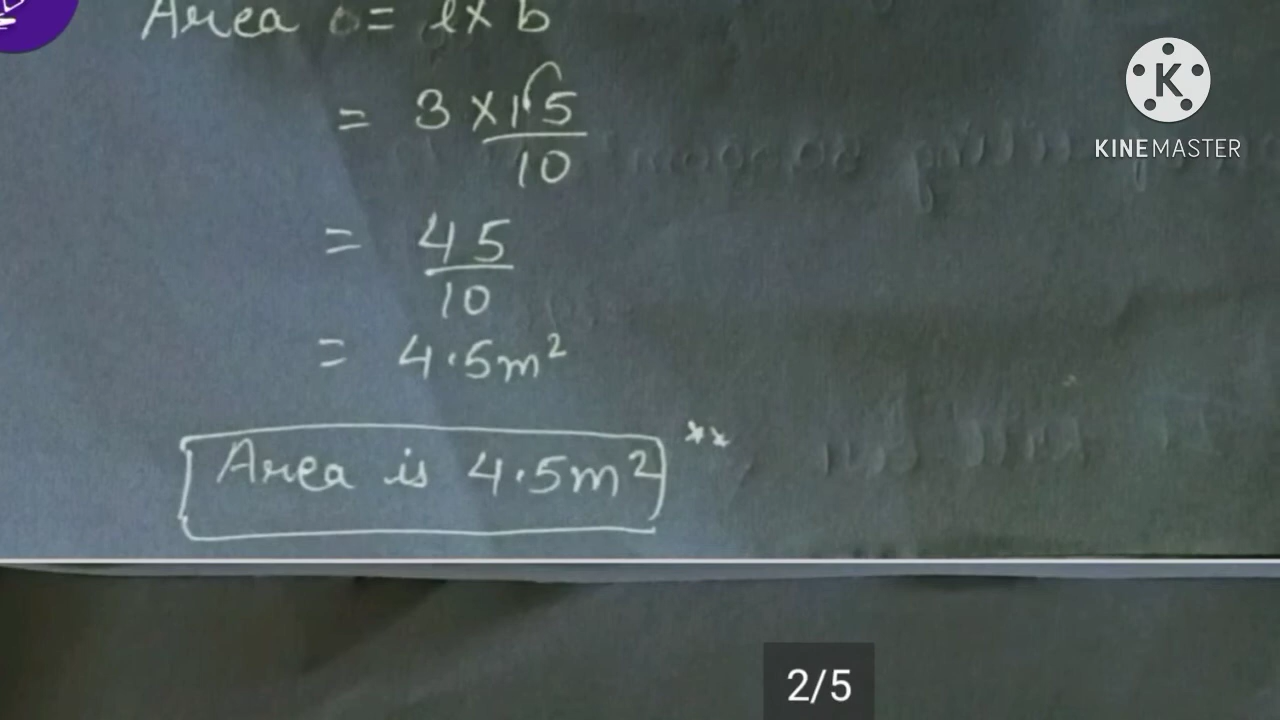 Area = l × b
= 3 × 15
10
= 45
10
= 4.5m²
Area is 4.5m² **
KINEMASTER
2/5